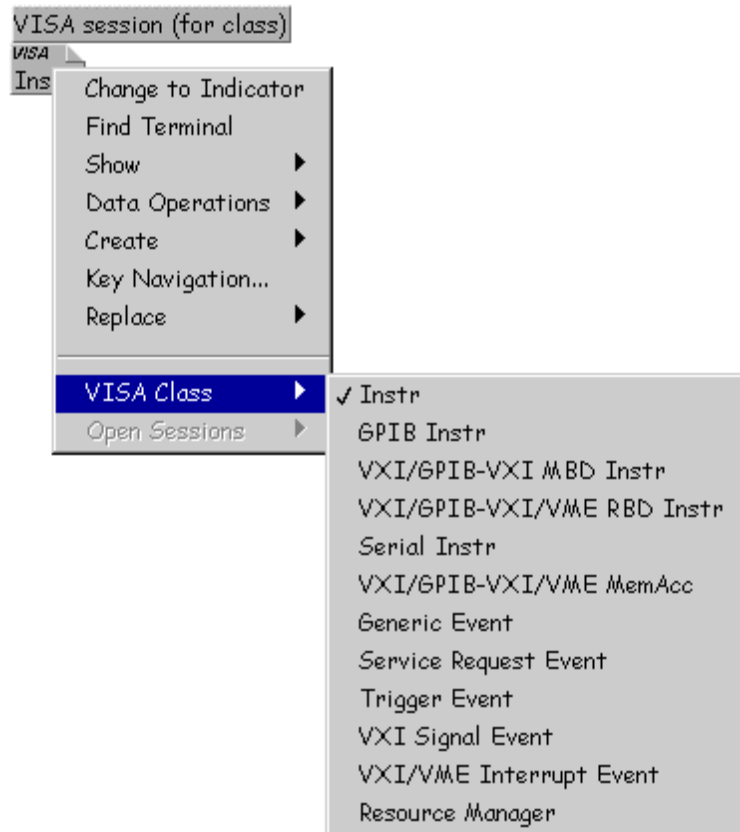 VISA session (for class)
VISA
Ins
Change to Indicator
Find Terminal
Show
Data Operations
Create
Key Navigation...
Replace
VISA Class
Open Sessions
Instr
GPIB Instr
VXI/GPIB-VXI MBD Instr
VXI/GPIB-VXI/VME RBD Instr
Serial Instr
VXI/GPIB-VXI/VME MemAcc
Generic Event
Service Request Event
Trigger Event
VXI Signal Event
VXI/VME Interrupt Event
Resource Manager